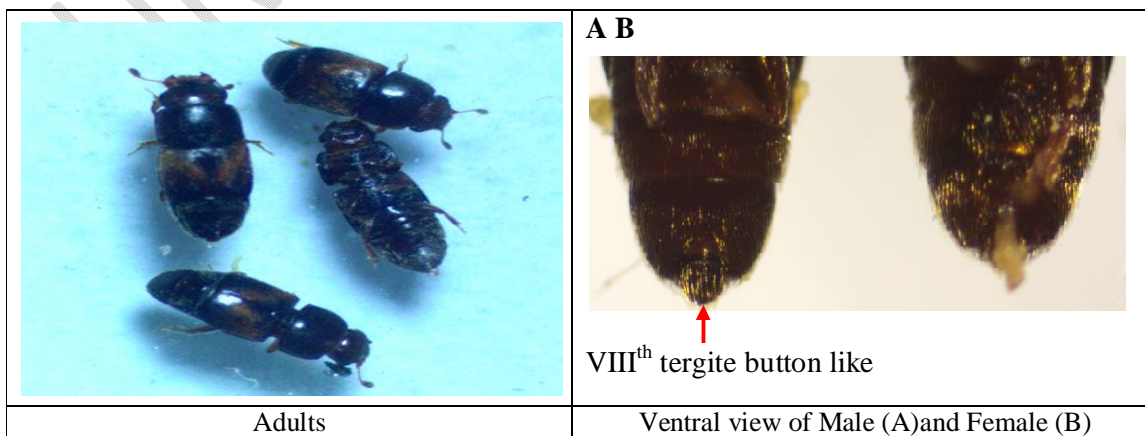 A B
VIIIth tergite button like
Adults
Ventral view of Male (A)and Female (B)